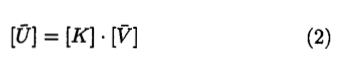 [Ū] = [K] · [V̄] (2)